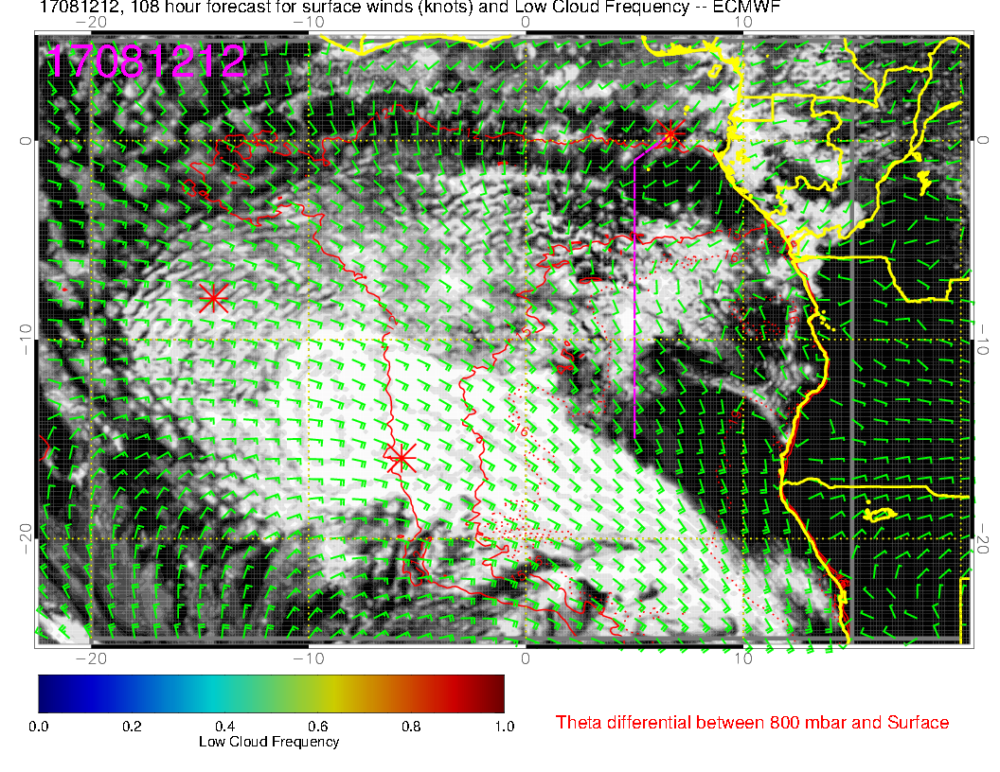 17081212, 108 hour forecast for surface winds (knots) and Low Cloud Frequency -- ECMWF
−20 −10 0 10
17081212
0 0
−10 −10
−20 −20
16
16
−20 −10 0 10
0.0 0.2 0.4 0.6 0.8 1.0
Low Cloud Frequency
Theta differential between 800 mbar and Surface